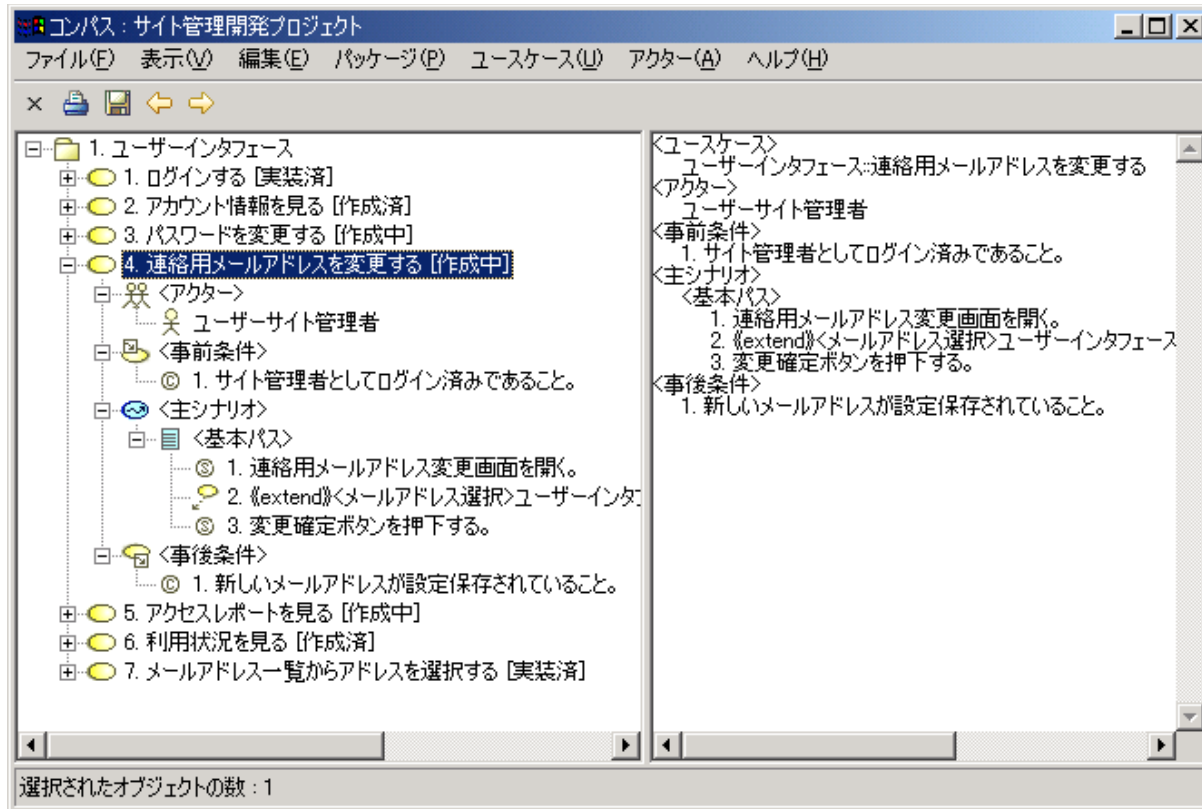 コンパス : サイト管理開発プロジェクト
ファイル(F) 表示(V) 編集(E) パッケージ(P) ユースケース(U) アクター(A) ヘルプ(H)
1. ユーザーインタフェース
1. ログインする [実装済]
2. アカウント情報を見る [作成済]
3. パスワードを変更する [作成中]
4. 連絡用メールアドレスを変更する [作成中]
<アクター>
ユーザーサイト管理者
<事前条件>
1. サイト管理者としてログイン済みであること。
<主シナリオ>
<基本パス>
1. 連絡用メールアドレス変更画面を開く。
2. 《extend》<メールアドレス選択>ユーザーインタ
3. 変更確定ボタンを押下する。
<事後条件>
1. 新しいメールアドレスが設定保存されていること。
5. アクセスレポートを見る [作成中]
6. 利用状況を見る [作成済]
7. メールアドレス一覧からアドレスを選択する [実装済]
<ユースケース>
ユーザーインタフェース::連絡用メールアドレスを変更する
<アクター>
ユーザーサイト管理者
<事前条件>
1. サイト管理者としてログイン済みであること。
<主シナリオ>
<基本パス>
1. 連絡用メールアドレス変更画面を開く。
2. 《extend》<メールアドレス選択>ユーザーインタフェース
3. 変更確定ボタンを押下する。
<事後条件>
1. 新しいメールアドレスが設定保存されていること。
選択されたオブジェクトの数 : 1